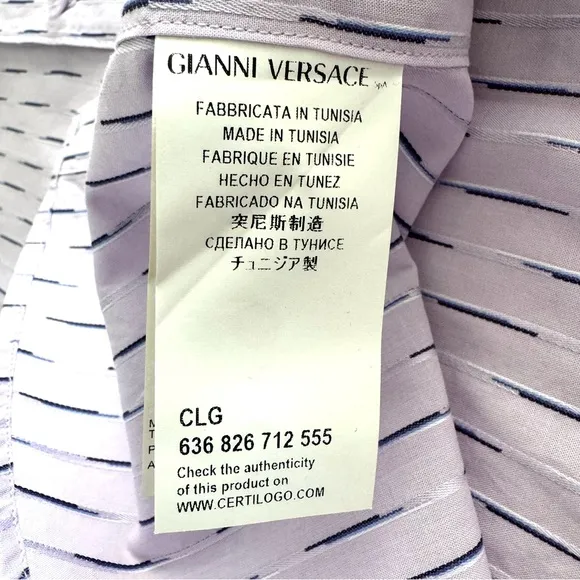 GIANNI VERSACE SpA
FABBRICATA IN TUNISIA
MADE IN TUNISIA
FABRIQUE EN TUNISIE
HECHO EN TUNEZ
FABRICADO NA TUNISIA
突尼斯制造
СДЕЛАНО В ТУНИСЕ
チュニジア製
CLG
636 826 712 555
Check the authenticity
of this product on
WWW.CERTILOGO.COM